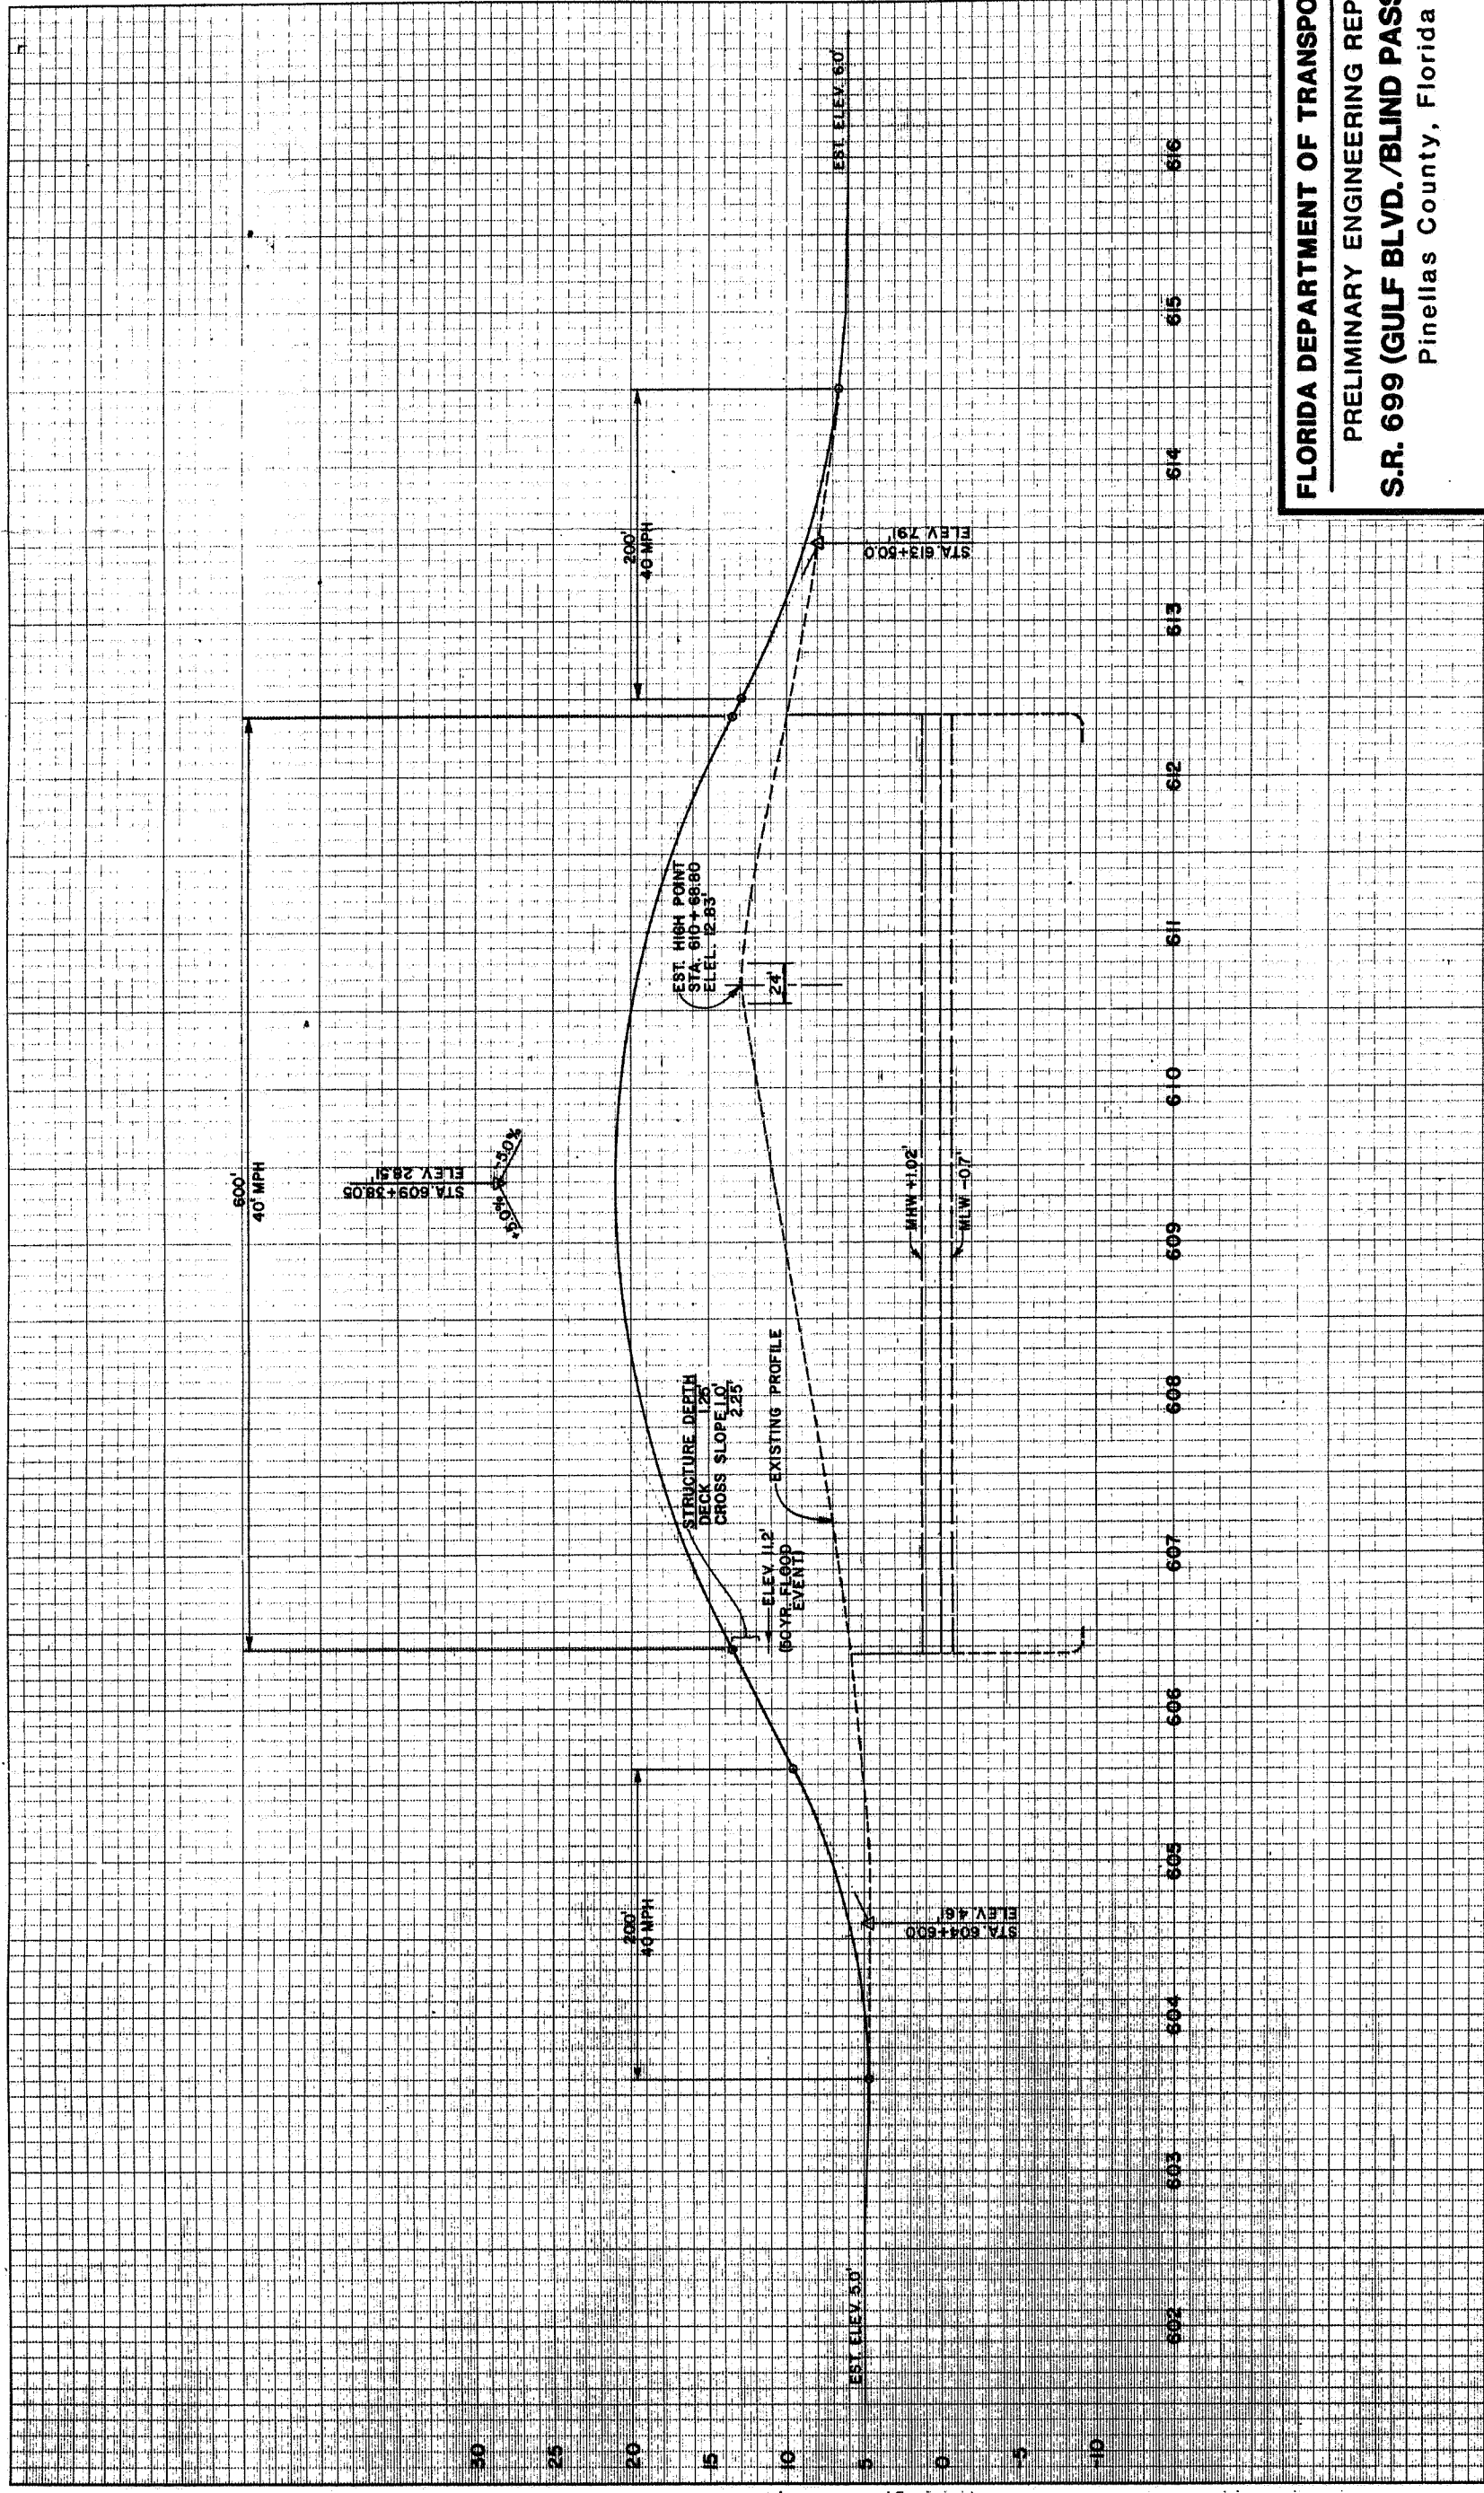 600'
40' MPH
STA. 609+38.05
ELEV. 28.51'
+5.0%
-5.0%
200'
40 MPH
200'
40 MPH
STRUCTURE DEPTH
DECK 1.25'
CROSS SLOPE 1.0'
2.25'
EST. HIGH POINT
STA. 610+68.80
ELEL. 12.83'
24'
ELEV. 11.2'
(50 YR. FLOOD
EVENT)
EXISTING PROFILE
EST. ELEV. 5.0'
EST. ELEV. 6.0'
STA. 604+60.0
ELEV. 4.61'
STA. 613+50.0
ELEV. 7.91'
MHW +1.02'
MLW -0.7'
30
25
20
15
10
5
0
-5
-10
602 603 604 605 606 607 608 609 610 611 612 613 614 615 616
FLORIDA DEPARTMENT OF TRANSPO
PRELIMINARY ENGINEERING REP
S.R. 699 (GULF BLVD./BLIND PASS
Pinellas County, Florida